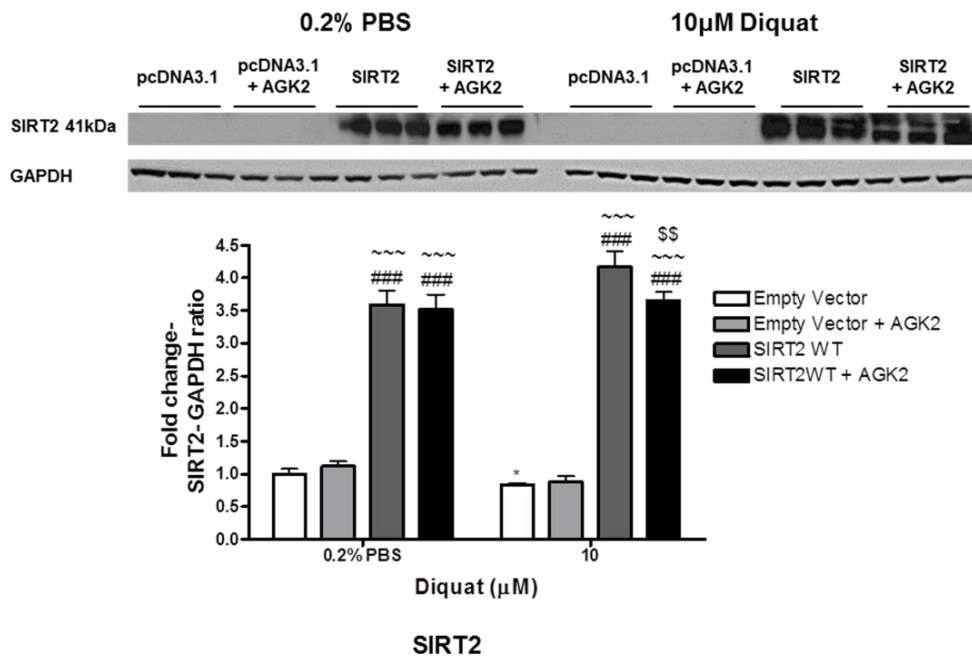 0.2% PBS 10μM Diquat
pcDNA3.1 pcDNA3.1 + AGK2 SIRT2 SIRT2 + AGK2 pcDNA3.1 pcDNA3.1 + AGK2 SIRT2 SIRT2 + AGK2
SIRT2 41kDa
GAPDH
~~~ ~~~ ~~~ $$
### ### ### ~~~
###
4.5
4.0
3.5
3.0
2.5
2.0
1.5
1.0
0.5
0.0
Fold change-
SIRT2- GAPDH ratio
*
Empty Vector
Empty Vector + AGK2
SIRT2 WT
SIRT2WT + AGK2
0.2% PBS 10
Diquat (μM)
SIRT2